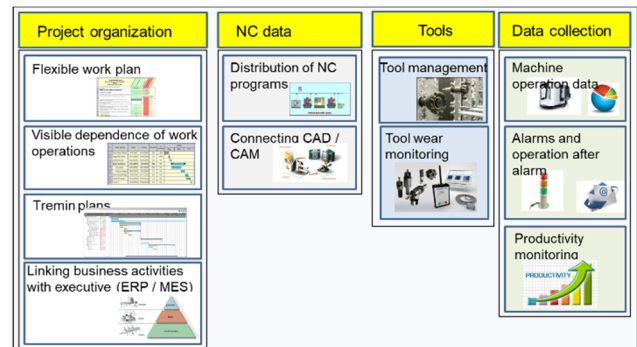 Project organization
Flexible work plan
Visible dependence of work
operations
Tremin plans
Linking business activities
with executive (ERP / MES)
NC data
Distribution of NC
programs
Connecting CAD /
CAM
Tools
Tool management
Tool wear
monitoring
Data collection
Machine
operation data
Alarms and
operation after
alarm
Productivity
monitoring
PRODUCTIVITY